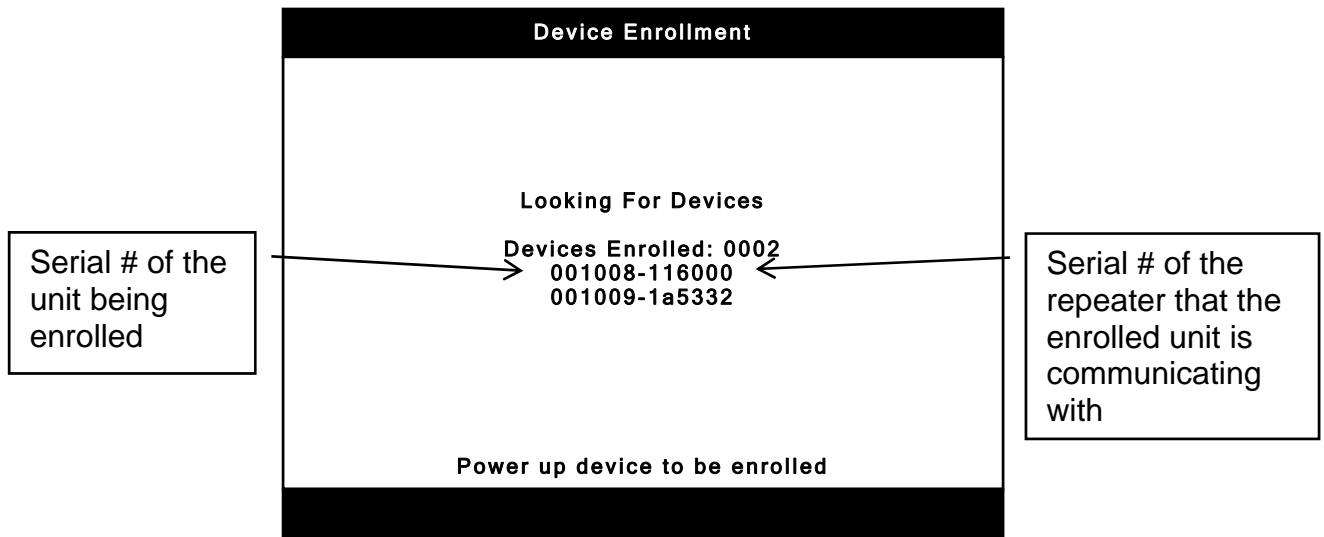 Device Enrollment
Looking For Devices
Devices Enrolled: 0002
001008-116000
001009-1a5332
Power up device to be enrolled
Serial # of the
unit being
enrolled
Serial # of the
repeater that the
enrolled unit is
communicating
with